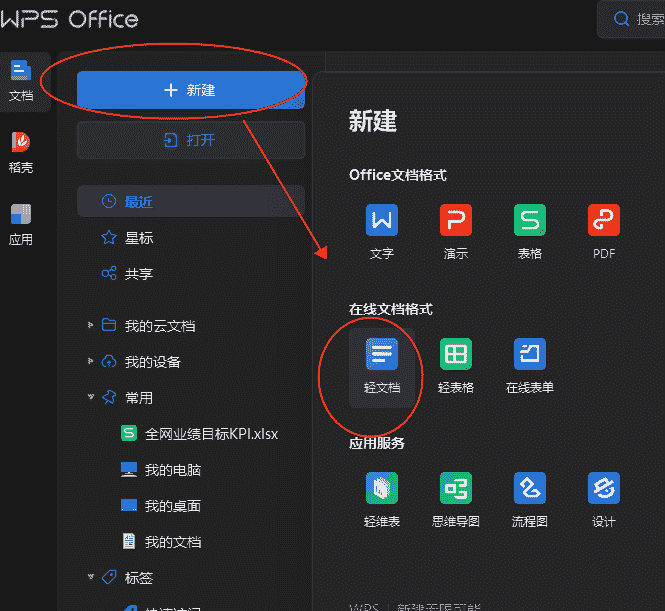 WPS Office
搜索
文档
稻壳
应用
新建
打开
最近
星标
共享
我的云文档
我的设备
常用
全网业绩目标KPI.xlsx
我的电脑
我的桌面
我的文档
标签
新建
Office文档格式
文字
演示
表格
PDF
在线文档格式
轻文档
轻表格
在线表单
应用服务
轻维表
思维导图
流程图
设计
WPS